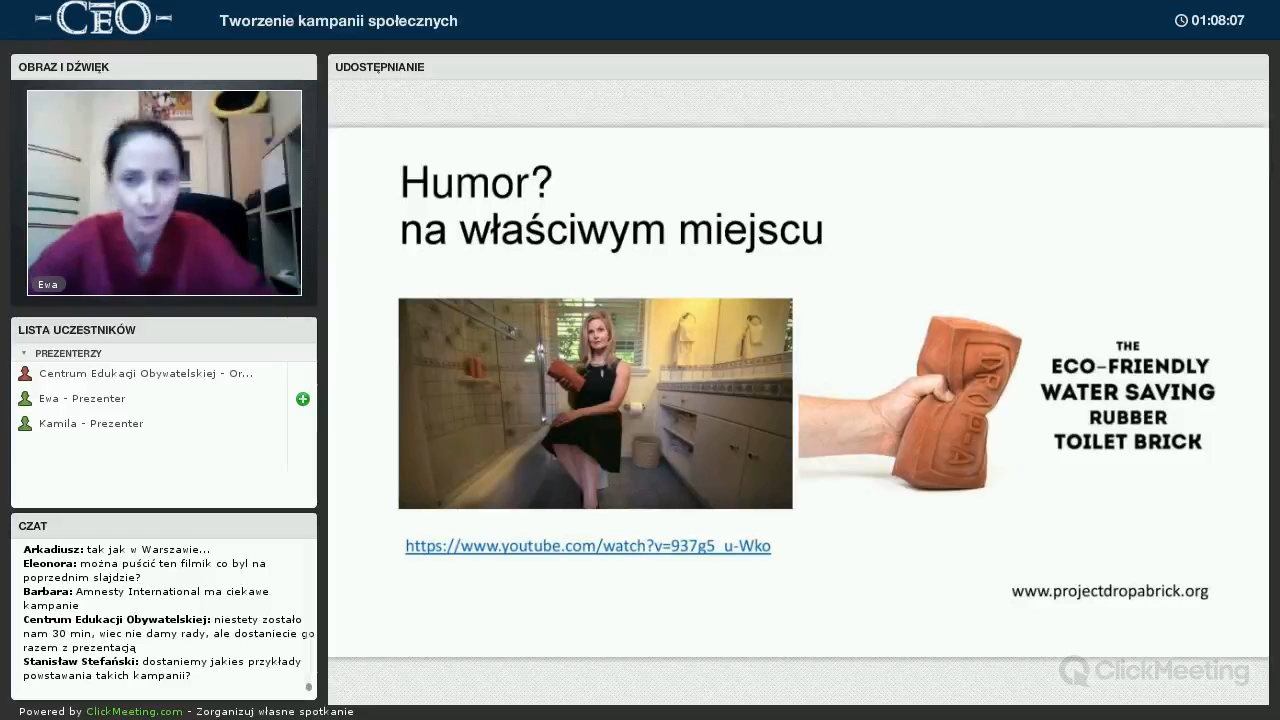 CEO
Tworzenie kampanii społecznych
01:08:07
OBRAZ I DŹWIĘK
Ewa
LISTA UCZESTNIKÓW
PREZENTERZY
Centrum Edukacji Obywatelskiej - Or...
Ewa - Prezenter
Kamila - Prezenter
CZAT
Arkadiusz: tak jak w Warszawie...
Eleonora: można puścić ten filmik co byl na
poprzednim slajdzie?
Barbara: Amnesty International ma ciekawe
kampanie
Centrum Edukacji Obywatelskiej: niestety zostało
nam 30 min, wiec nie damy rady, ale dostaniecie go
razem z prezentacją
Stanisław Stefański: dostaniemy jakies przykłady
powstawania takich kampanii?
UDOSTĘPNIANIE
Humor?
na właściwym miejscu
DROP-A
THE
ECO-FRIENDLY
WATER SAVING
RUBBER
TOILET BRICK
https://www.youtube.com/watch?v=937g5_u-Wko
www.projectdropabrick.org
ClickMeeting
Powered by ClickMeeting.com - Zorganizuj własne spotkanie